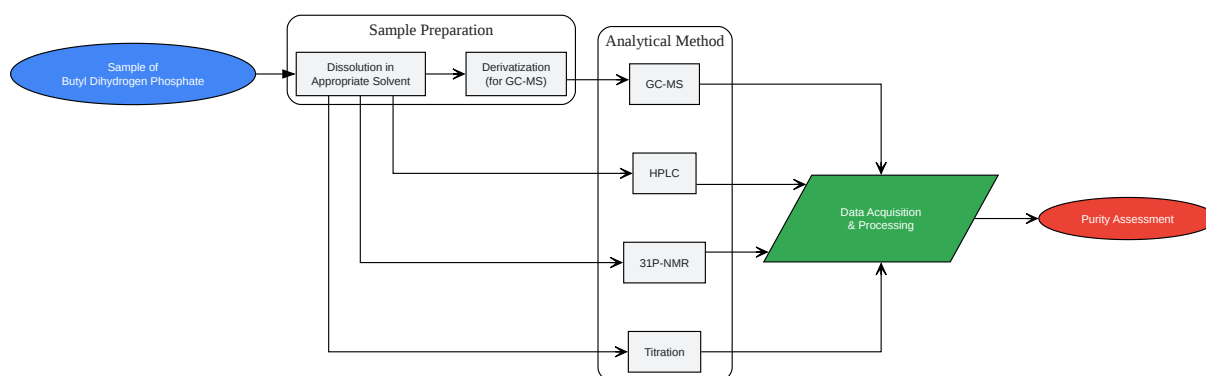 Sample Preparation
Analytical Method
Sample of
Butyl Dihydrogen Phosphate
Dissolution in
Appropriate Solvent
Derivatization
(for GC-MS)
GC-MS
HPLC
31P-NMR
Titration
Data Acquisition
& Processing
Purity Assessment